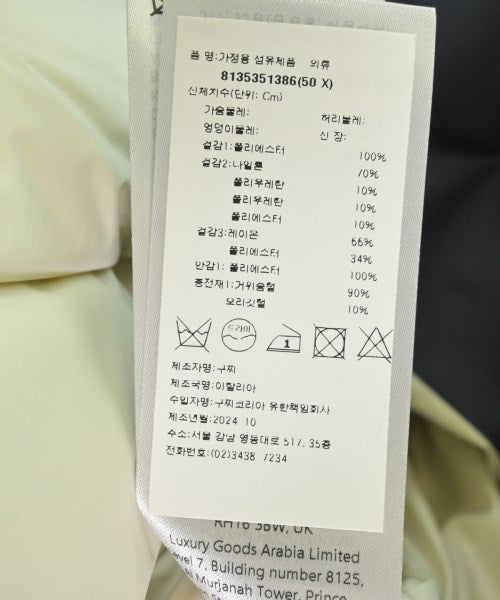 품 명:가정용 섬유제품 의류
8135351386(50 X)
신체치수(단위: Cm)
가슴둘레: 허리둘레:
엉덩이둘레: 신 장:
겉감1:폴리에스터 100%
겉감2:나일론 70%
폴리우레탄 10%
폴리우레탄 10%
폴리에스터 10%
겉감3:레이온 66%
폴리에스터 34%
안감1: 폴리에스터 100%
충전재1:거위솜털 90%
오리깃털 10%
드라이
1
제조자명:구찌
제조국명:이탈리아
수입자명:구찌코리아 유한책임회사
제조년월:2024 10
주소:서울 강남 영동대로 517, 35층
전화번호:(02)3438 7234
RH16 3BW, UK
Luxury Goods Arabia Limited
Level 7, Building number 8125,
Murjanah Tower, Prince